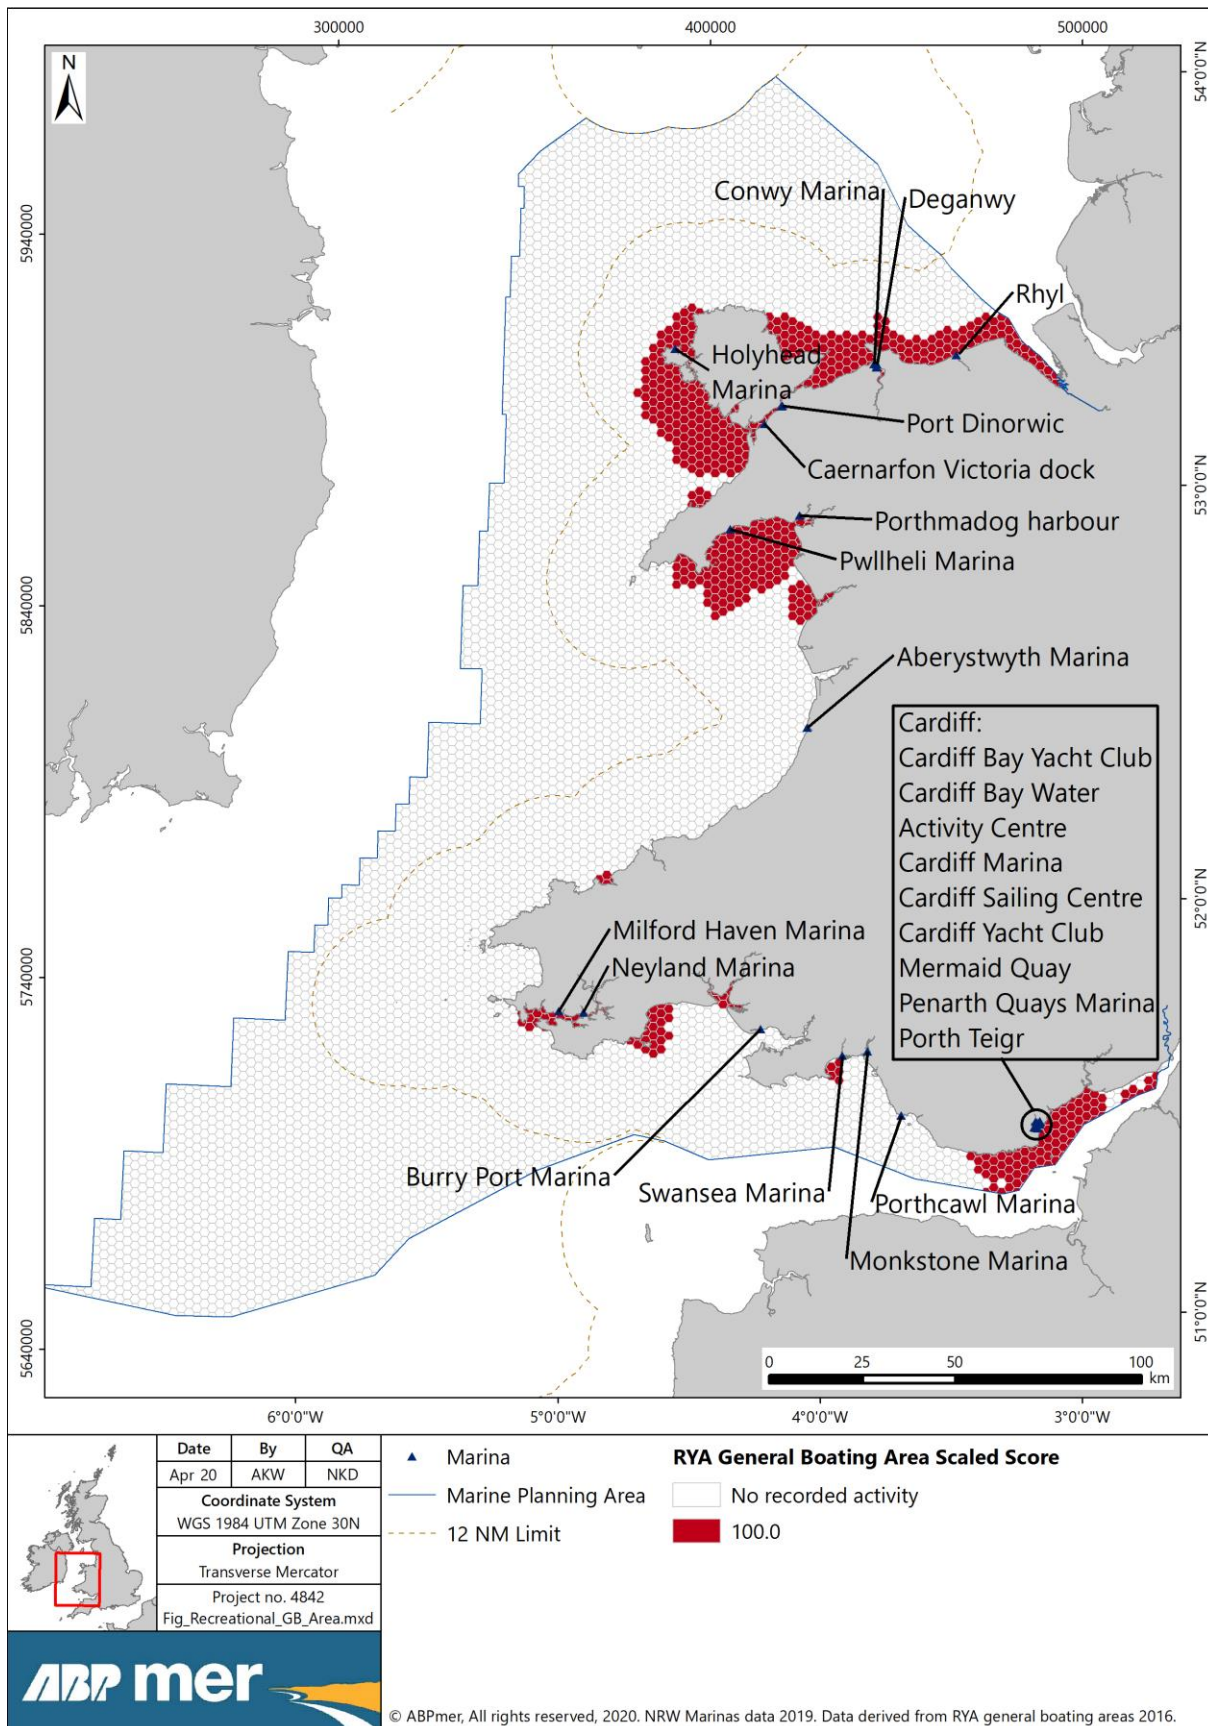 300000
400000
500000
N
54°0'0"N
Conwy Marina
Deganwy
5940000
Rhyl
Holyhead
Marina
Port Dinorwic
Caernarfon Victoria dock
53°0'0"N
Porthmadog harbour
Pwllheli Marina
5840000
Aberystwyth Marina
Cardiff:
Cardiff Bay Yacht Club
Cardiff Bay Water
Activity Centre
Cardiff Marina
Cardiff Sailing Centre
Cardiff Yacht Club
Mermaid Quay
Penarth Quays Marina
Porth Teigr
52°0'0"N
Milford Haven Marina
Neyland Marina
5740000
Burry Port Marina
Swansea Marina
Porthcawl Marina
Monkstone Marina
51°0'0"N
5640000
0 25 50 100
km
6°0'0"W
5°0'0"W
4°0'0"W
3°0'0"W
Date By QA
Apr 20 AKW NKD
Coordinate System
WGS 1984 UTM Zone 30N
Projection
Transverse Mercator
Project no. 4842
Fig_Recreational_GB_Area.mxd
Marina
Marine Planning Area
12 NM Limit
RYA General Boating Area Scaled Score
No recorded activity
100.0
ABP mer
© ABPmer, All rights reserved, 2020. NRW Marinas data 2019. Data derived from RYA general boating areas 2016.